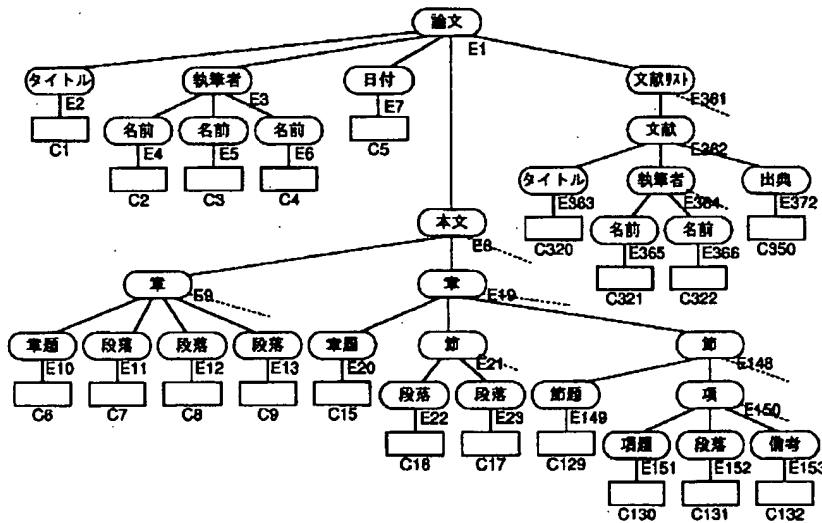 論文
E1
タイトル 執筆者 日付 文献リスト
E2 E3 E7 E361
名前 名前 名前 文献
C1 E4 E5 E6 C5 E362
C2 C3 C4 タイトル 執筆者 出典
E363 E364 E372
本文 C320 名前 名前 C350
E8 E365 E366
C321 C322
章 章
E9 E19
章題 段落 段落 段落 章題 節 節
E10 E11 E12 E13 E20 E21 E148
C6 C7 C8 C9 C15 段落 段落 節題 項
E22 E23 E149 E150
C16 C17 C129 項題 段落 備考
E151 E152 E153
C130 C131 C132